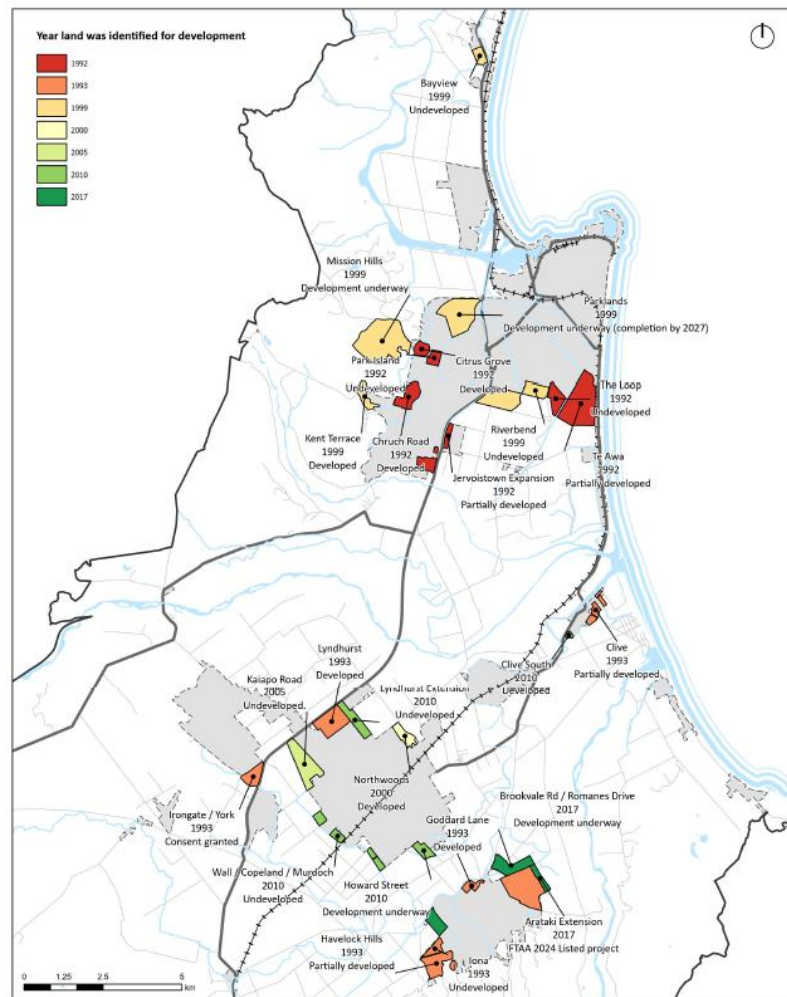 Year land was identified for development
1992
1993
1999
2000
2005
2010
2017
Bayview
1999
Undeveloped
Mission Hills
1999
Development underway
Parklands
1999
Development underway (completion by 2027)
Park Island
1992
Undeveloped
Citrus Grove
1992
Developed
The Loop
1992
Undeveloped
Kent Terrace
1999
Developed
Chruch Road
1992
Developed
Riverbend
1999
Undeveloped
Te Awa
1992
Partially developed
Jervoistown Expansion
1992
Partially developed
Clive
1993
Partially developed
Clive South
2010
Developed
Lyndhurst
1993
Developed
Kaiapo Road
2005
Undeveloped
Lyndhurst Extension
2010
Undeveloped
Northwoods
2000
Developed
Irongate / York
1993
Consent granted
Brookvale Rd / Romanes Drive
2017
Development underway
Goddard Lane
1993
Developed
Wall / Copeland / Murdoch
2010
Undeveloped
Howard Street
2010
Development underway
Arataki Extension
2017
FTAA 2024 Listed project
Havelock Hills
1993
Partially developed
Iona
1993
Undeveloped
0 1.25 2.5 5
km